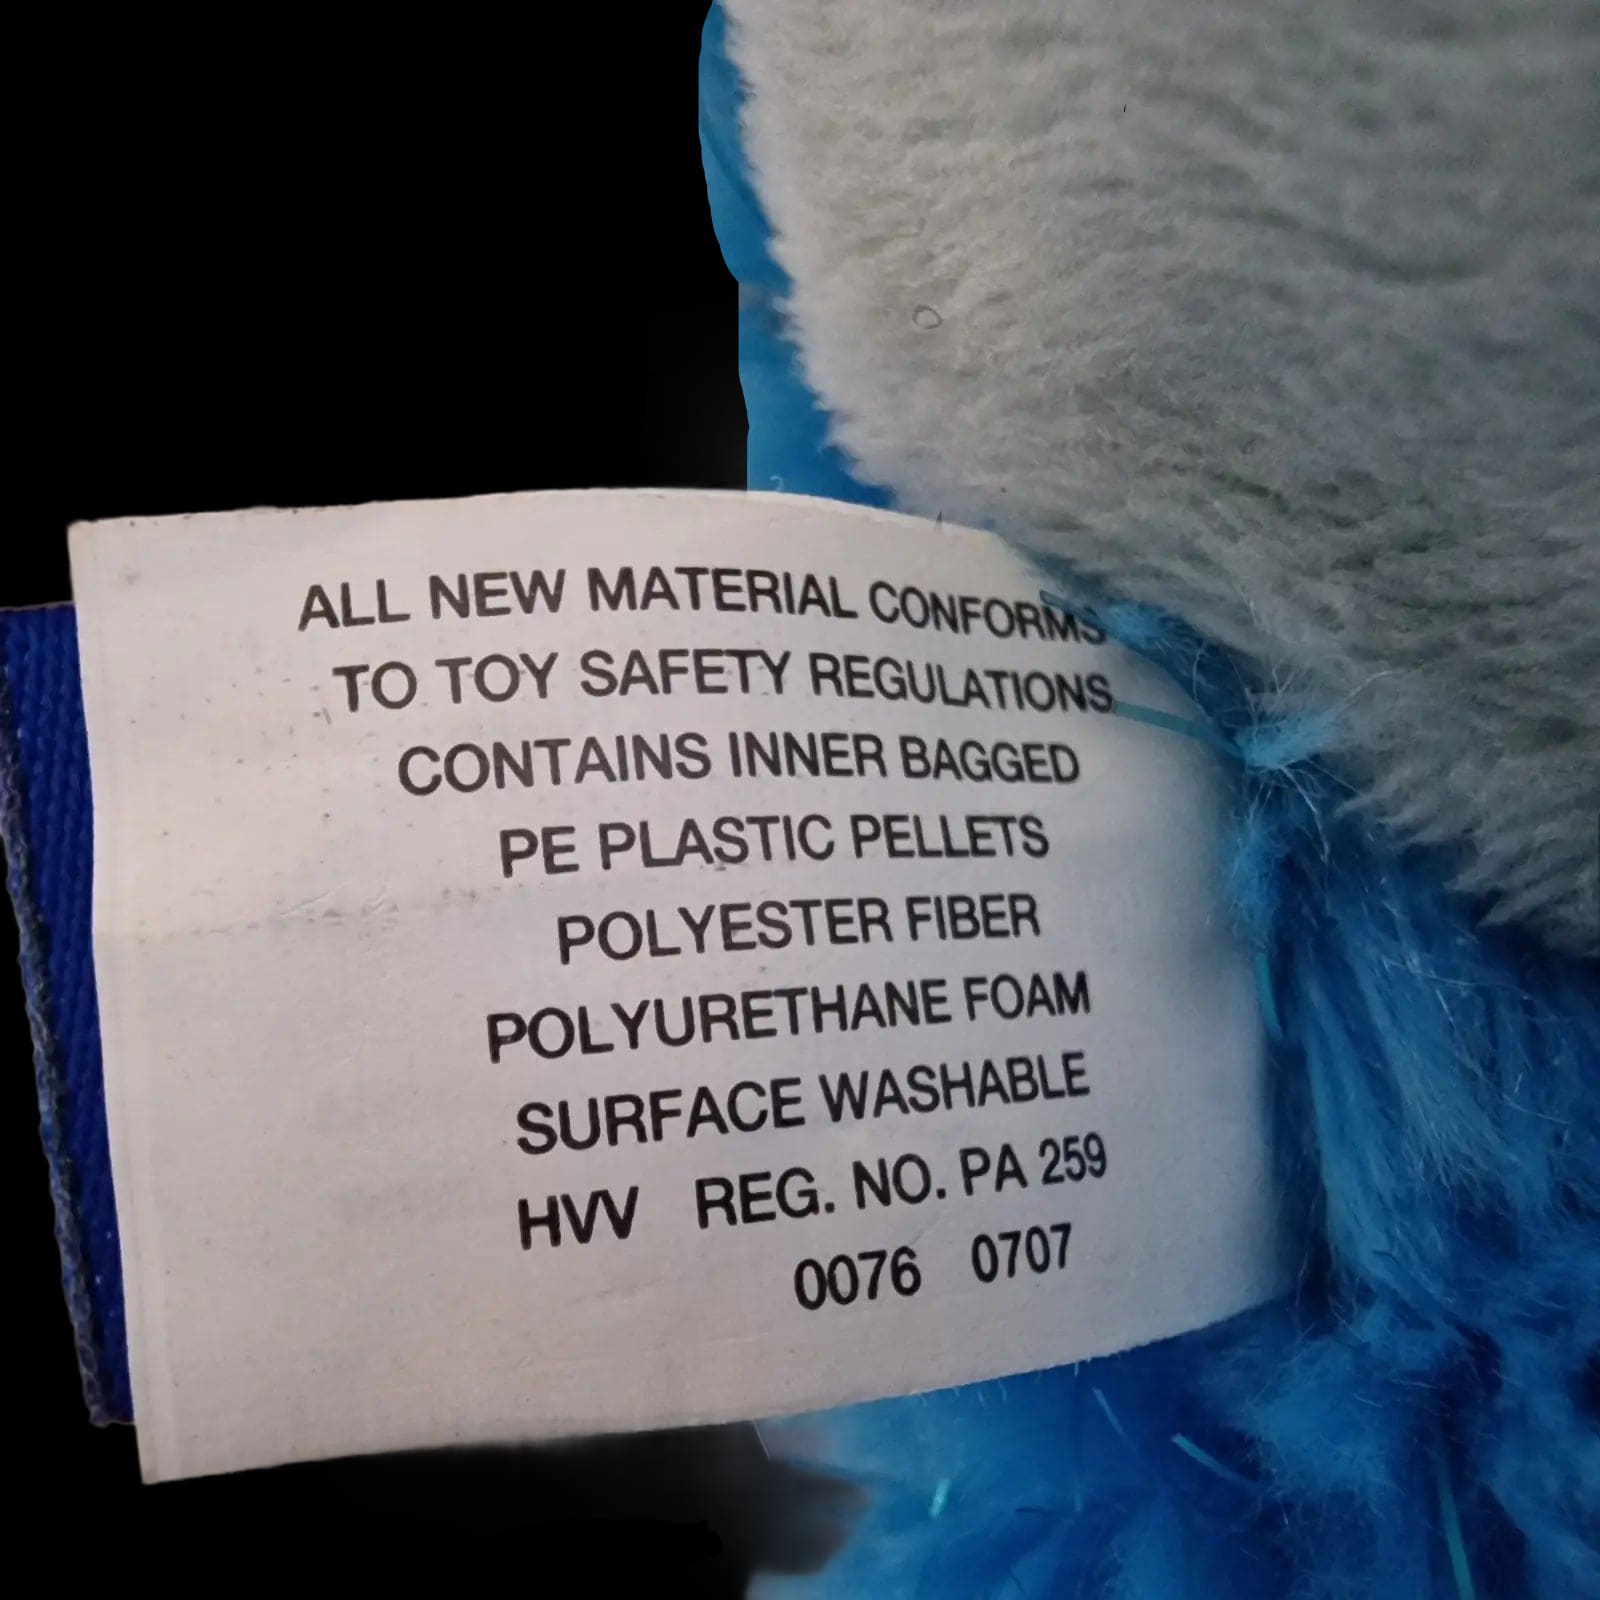 ALL NEW MATERIAL CONFORMS
TO TOY SAFETY REGULATIONS
CONTAINS INNER BAGGED
PE PLASTIC PELLETS
POLYESTER FIBER
POLYURETHANE FOAM
SURFACE WASHABLE
HVV REG. NO. PA 259
0076 0707